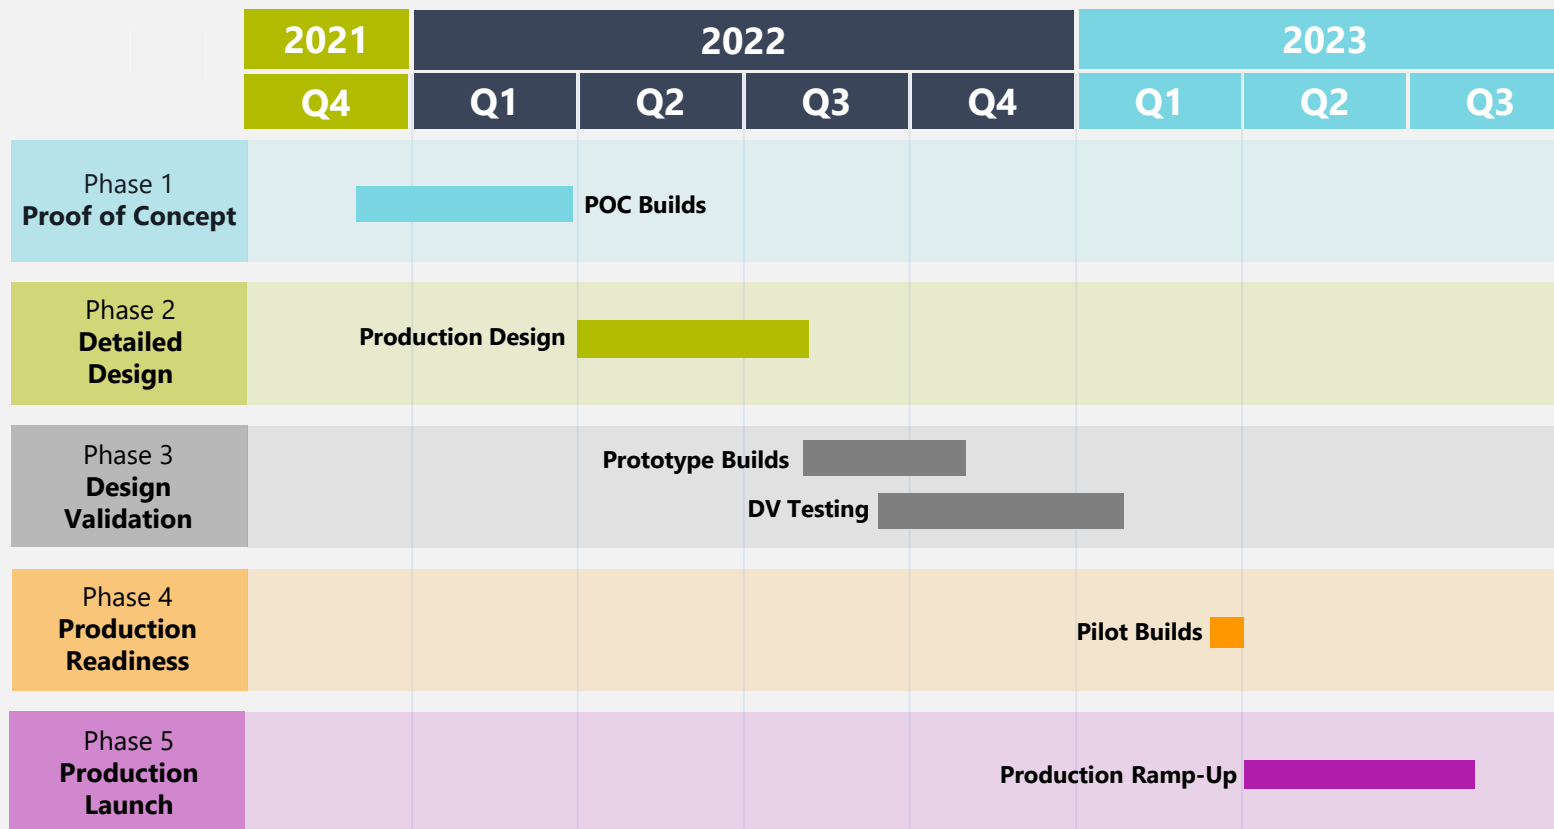 2021 2022 2023
Q4 Q1 Q2 Q3 Q4 Q1 Q2 Q3
Phase 1
Proof of Concept
POC Builds
Phase 2
Detailed
Design
Production Design
Phase 3
Design
Validation
Prototype Builds
DV Testing
Phase 4
Production
Readiness
Pilot Builds
Phase 5
Production
Launch
Production Ramp-Up